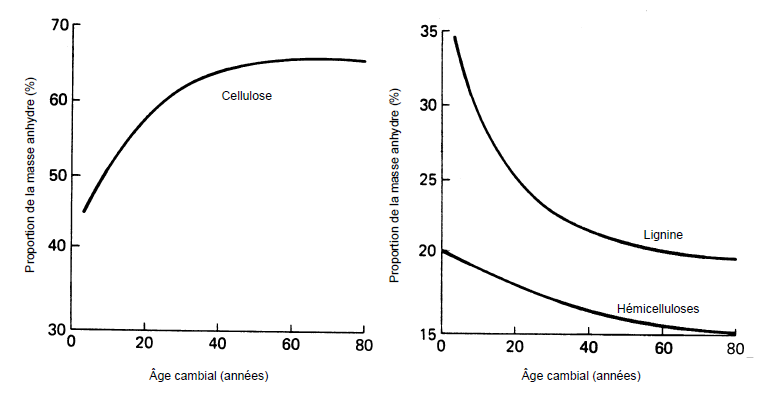 70
60
50
40
30
0
20
40
60
80
Proportion de la masse anhydre (%)
Cellulose
Âge cambial (années)
35
30
25
20
15
0
20
40
60
80
Proportion de la masse anhydre (%)
Lignine
Hémicelluloses
Âge cambial (années)